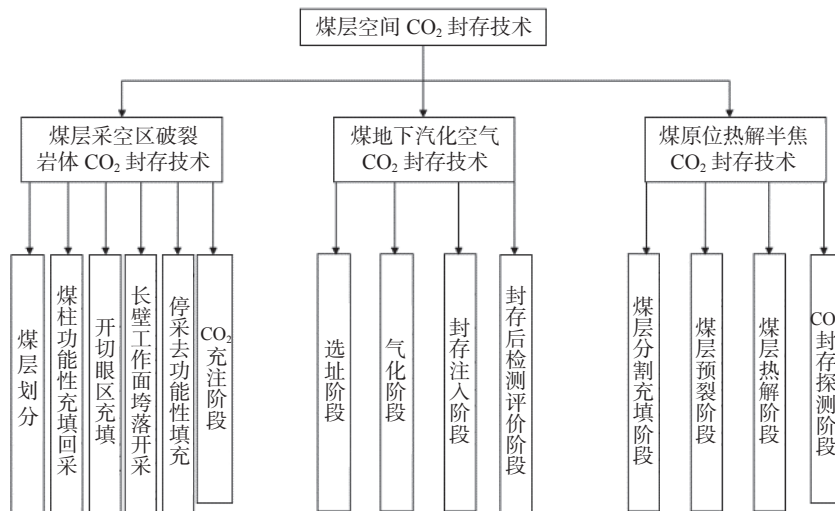 煤层空间 CO₂ 封存技术
煤层采空区破裂
岩体 CO₂ 封存技术
煤地下汽化空气
CO₂ 封存技术
煤原位热解半焦
CO₂ 封存技术
煤层划分
煤柱功能性充填回采
开切眼区充填
长壁工作面垮落开采
停采去功能性填充
CO₂充注阶段
选址阶段
气化阶段
封存注入阶段
封存后检测评价阶段
煤层分割充填阶段
煤层预裂阶段
煤层热解阶段
CO₂封存探测阶段